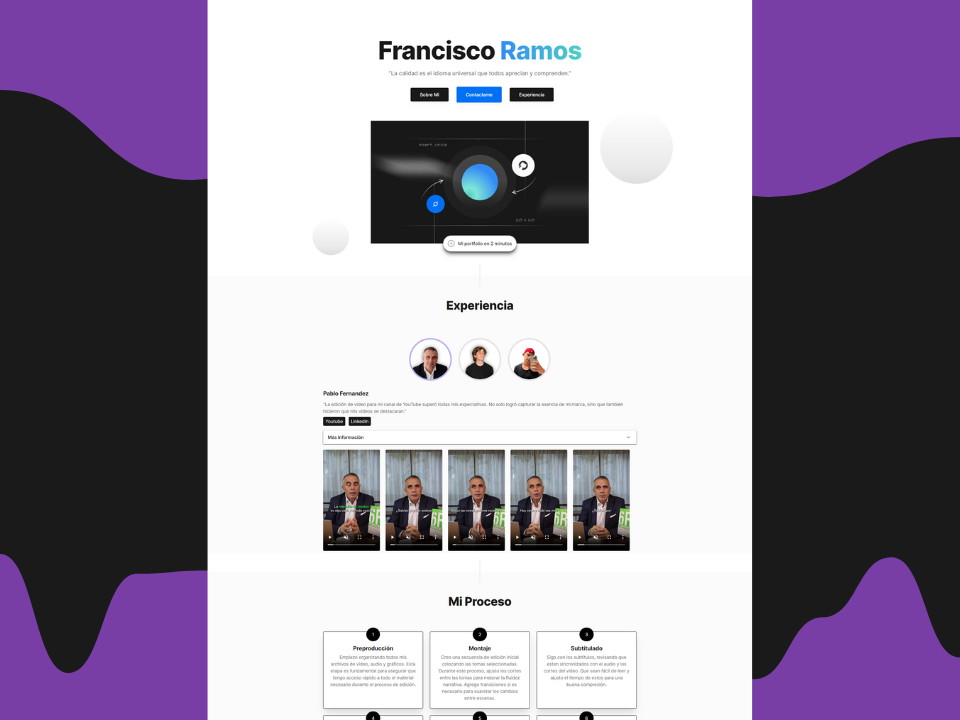 Francisco Ramos
"La calidad es el idioma universal que todos aprecian y comprenden."
Sobre Mi
Contactame
Experiencia
Mi portfolio en 2 minutos
Experiencia
Pablo Fernandez
"La edición de video para mi canal de YouTube superó todas mis expectativas. No solo logró capturar la esencia de mi marca, sino que también
hicieron que mis videos se destacaran."
Youtube
LinkedIn
Más Información
Mi Proceso
1
2
3
Preproducción
Empiezo organizando todos mis
archivos de video, audio y gráficos. Esta
etapa es fundamental para asegurar que
tengo acceso rápido a todo el material
necesario durante el proceso de edición.
Montaje
Creo una secuencia de edición inicial
colocando las tomas seleccionadas.
Durante este proceso, ajusto los cortes
entre las tomas para mejorar la fluidez
narrativa. Agrego transiciones si es
necesario para suavizar los cambios
entre escenas.
Subtitulado
Sigo con los subtítulos, revisando que
esten sincronizados con el audio y los
cortes del video. Que sean fácil de leer y
ajusto el tiempo de estos para una
buena compresión.
4
5
6